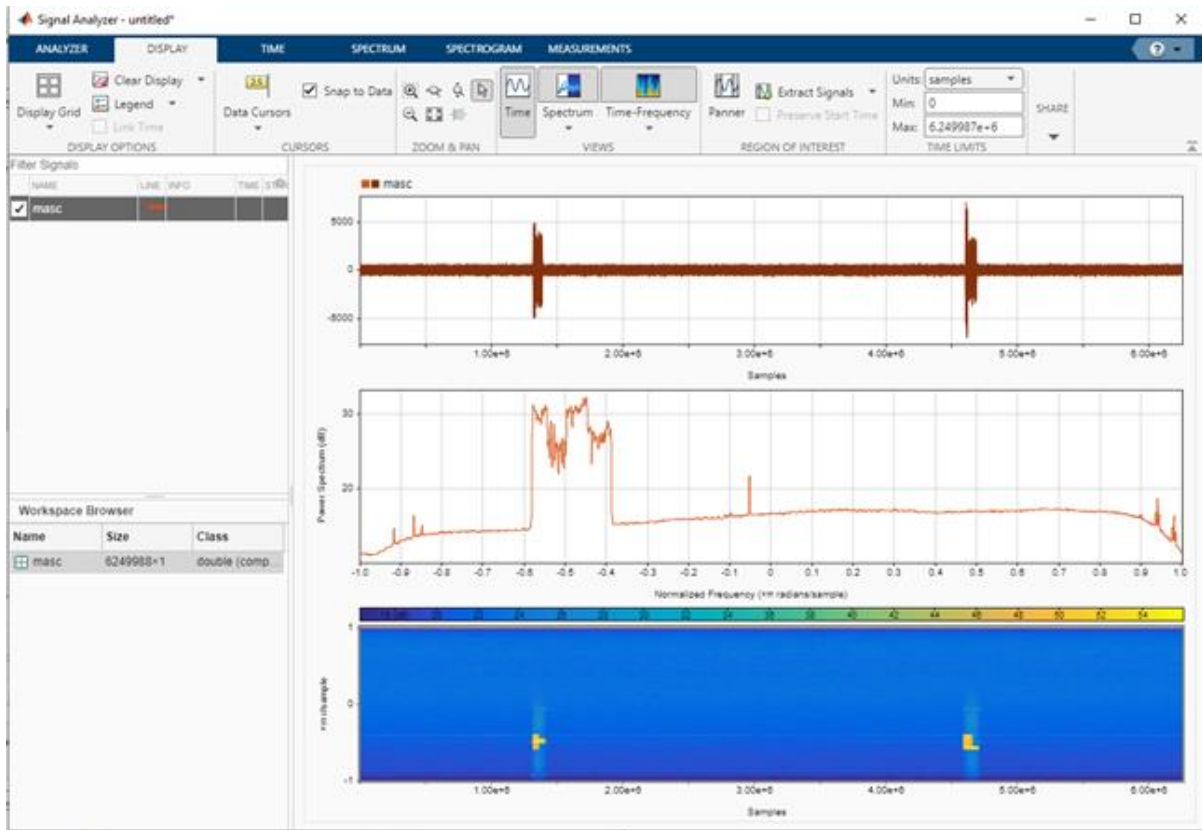 Signal Analyzer - untitled*
ANALYZER DISPLAY TIME SPECTRUM SPECTROGRAM MEASUREMENTS
Display Grid
Clear Display
Legend
Link Time
DISPLAY OPTIONS
Data Cursors
Snap to Data
CURSORS
ZOOM & PAN
Time Spectrum Time-Frequency
VIEWS
Panner
Extract Signals
Preserve Start Time
REGION OF INTEREST
Units: samples
Min: 0
Max: 6.249987e+6
TIME LIMITS
SHARE
Filter Signals
NAME LINE INFO TIME
masc
Workspace Browser
Name Size Class
masc 6249988×1 double (comp...
masc
5000
0
-5000
1.00e+6 2.00e+6 3.00e+6 4.00e+6 5.00e+6 6.00e+6
Samples
Power Spectrum (dB)
30
20
-1.0 -0.9 -0.8 -0.7 -0.6 -0.5 -0.4 -0.3 -0.2 -0.1 0 0.1 0.2 0.3 0.4 0.5 0.6 0.7 0.8 0.9 1.0
Normalized Frequency (×π radians/sample)
44 46 48 50 52 54
1
0
-1
1.00e+6 2.00e+6 3.00e+6 4.00e+6 5.00e+6 6.00e+6
Samples